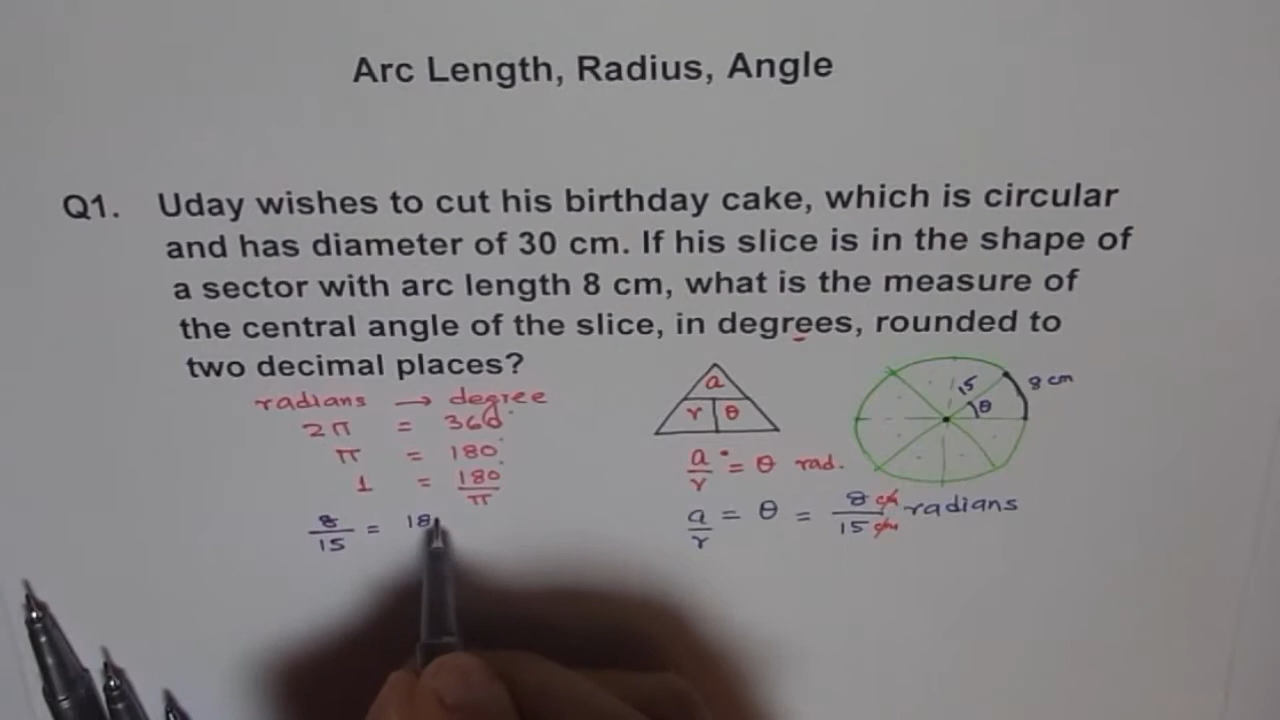 Arc Length, Radius, Angle
Q1. Uday wishes to cut his birthday cake, which is circular
and has diameter of 30 cm. If his slice is in the shape of
a sector with arc length 8 cm, what is the measure of
the central angle of the slice, in degrees, rounded to
two decimal places?
radians → degree
2π = 360°
π = 180°
1 = 180°/π
8/15 = 18
a
r θ
a/r = θ rad.
a/r = θ = 8 cm/15 cm radians
15
θ
8 cm